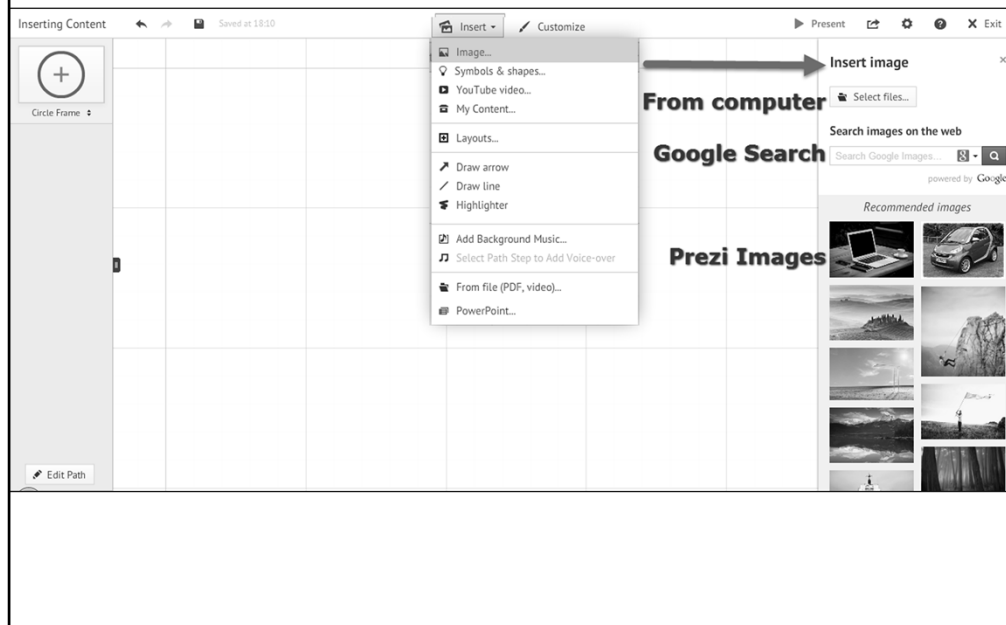 Inserting Content
Saved at 18:10
Insert
Customize
Present
Exit
Circle Frame
Image...
Symbols & shapes...
YouTube video...
My Content...
Layouts...
Draw arrow
Draw line
Highlighter
Add Background Music...
Select Path Step to Add Voice-over
From file (PDF, video)...
PowerPoint...
From computer
Google Search
Prezi Images
Insert image
Select files...
Search images on the web
Search Google Images...
8
powered by Google
Recommended images
Edit Path